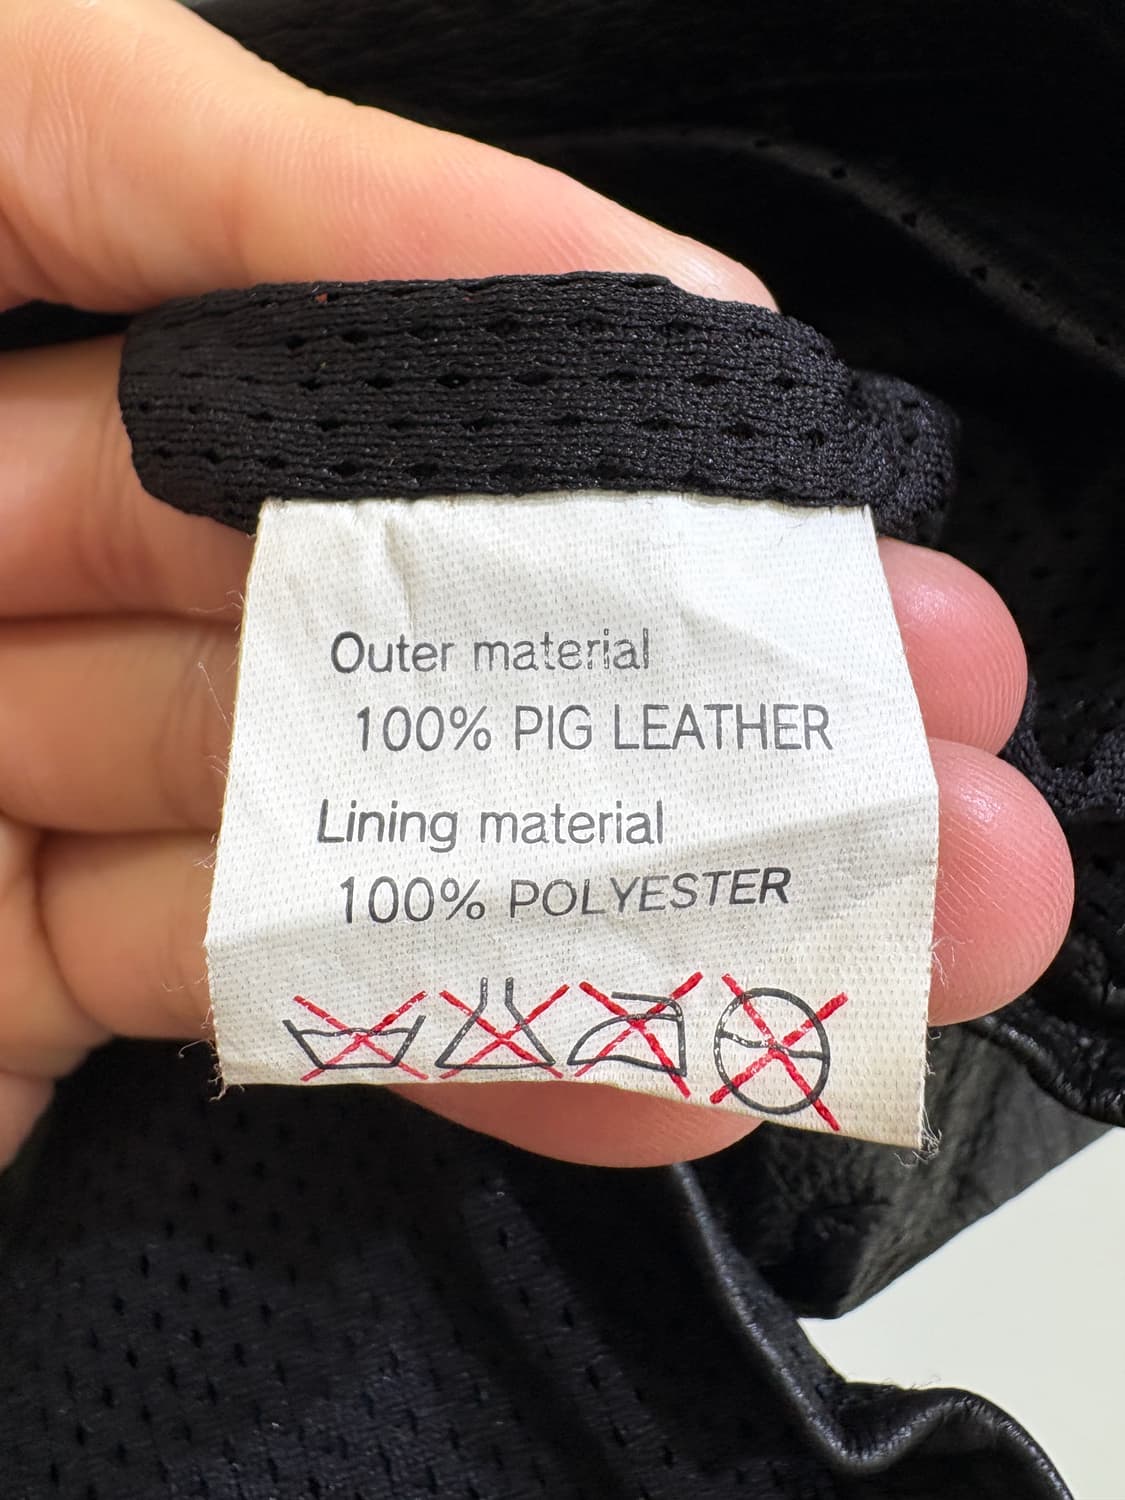 Outer material
100% PIG LEATHER
Lining material
100% POLYESTER